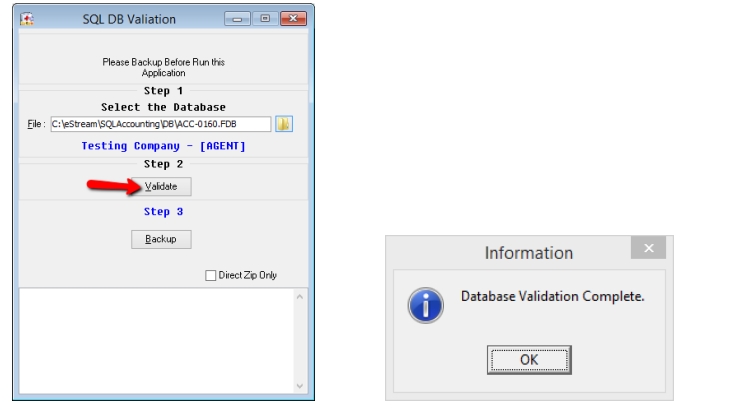 SQL DB Valiation
Please Backup Before Run this
Application
Step 1
Select the Database
File : C:\eStream\SQLAccounting\DB\ACC-0160.FDB
Testing Company - [AGENT]
Step 2
Validate
Step 3
Backup
Direct Zip Only
Information
Database Validation Complete.
OK